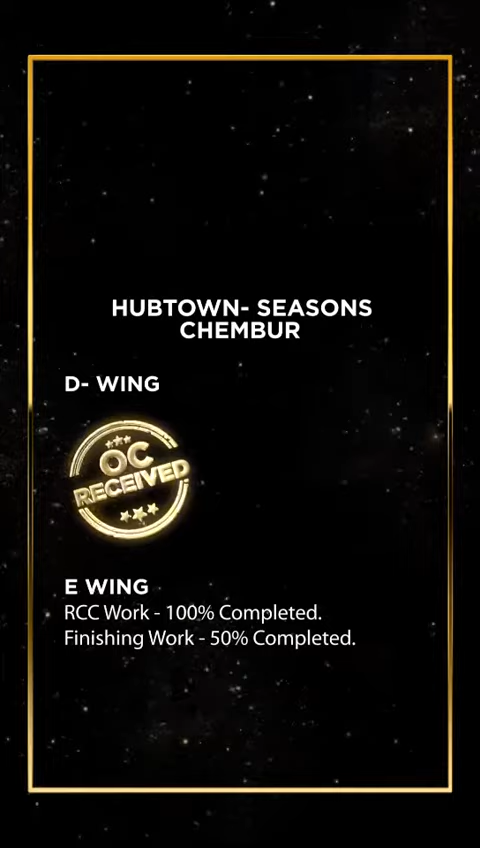 HUBTOWN- SEASONS
CHEMBUR
D- WING
OC
RECEIVED
E WING
RCC Work - 100% Completed.
Finishing Work - 50% Completed.